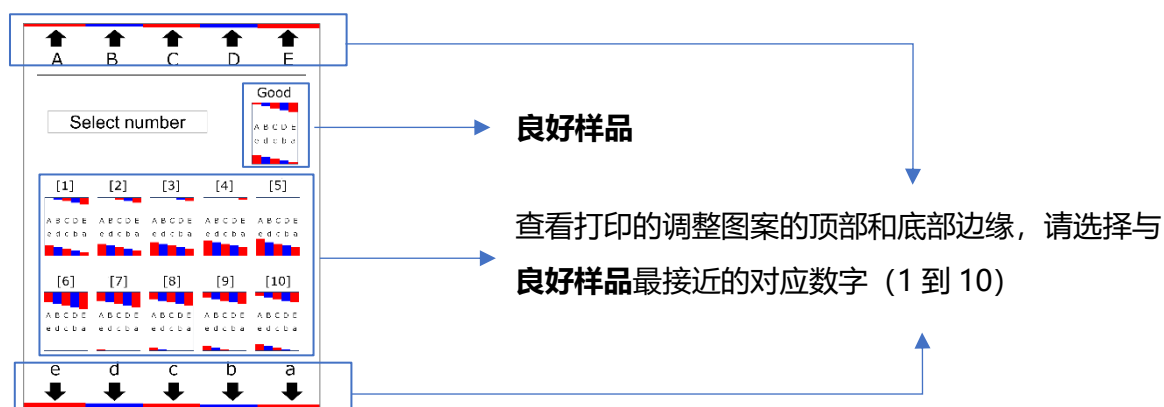 A B C D E
Good
Select number
A B C D E
e d c b a
良好样品
[1] [2] [3] [4] [5]
A B C D E A B C D E A B C D E A B C D E A B C D E
e d c b a e d c b a e d c b a e d c b a e d c b a
查看打印的调整图案的顶部和底部边缘，请选择与
良好样品最接近的对应数字（1 到 10）
[6] [7] [8] [9] [10]
A B C D E A B C D E A B C D E A B C D E A B C D E
e d c b a e d c b a e d c b a e d c b a e d c b a
e d c b a